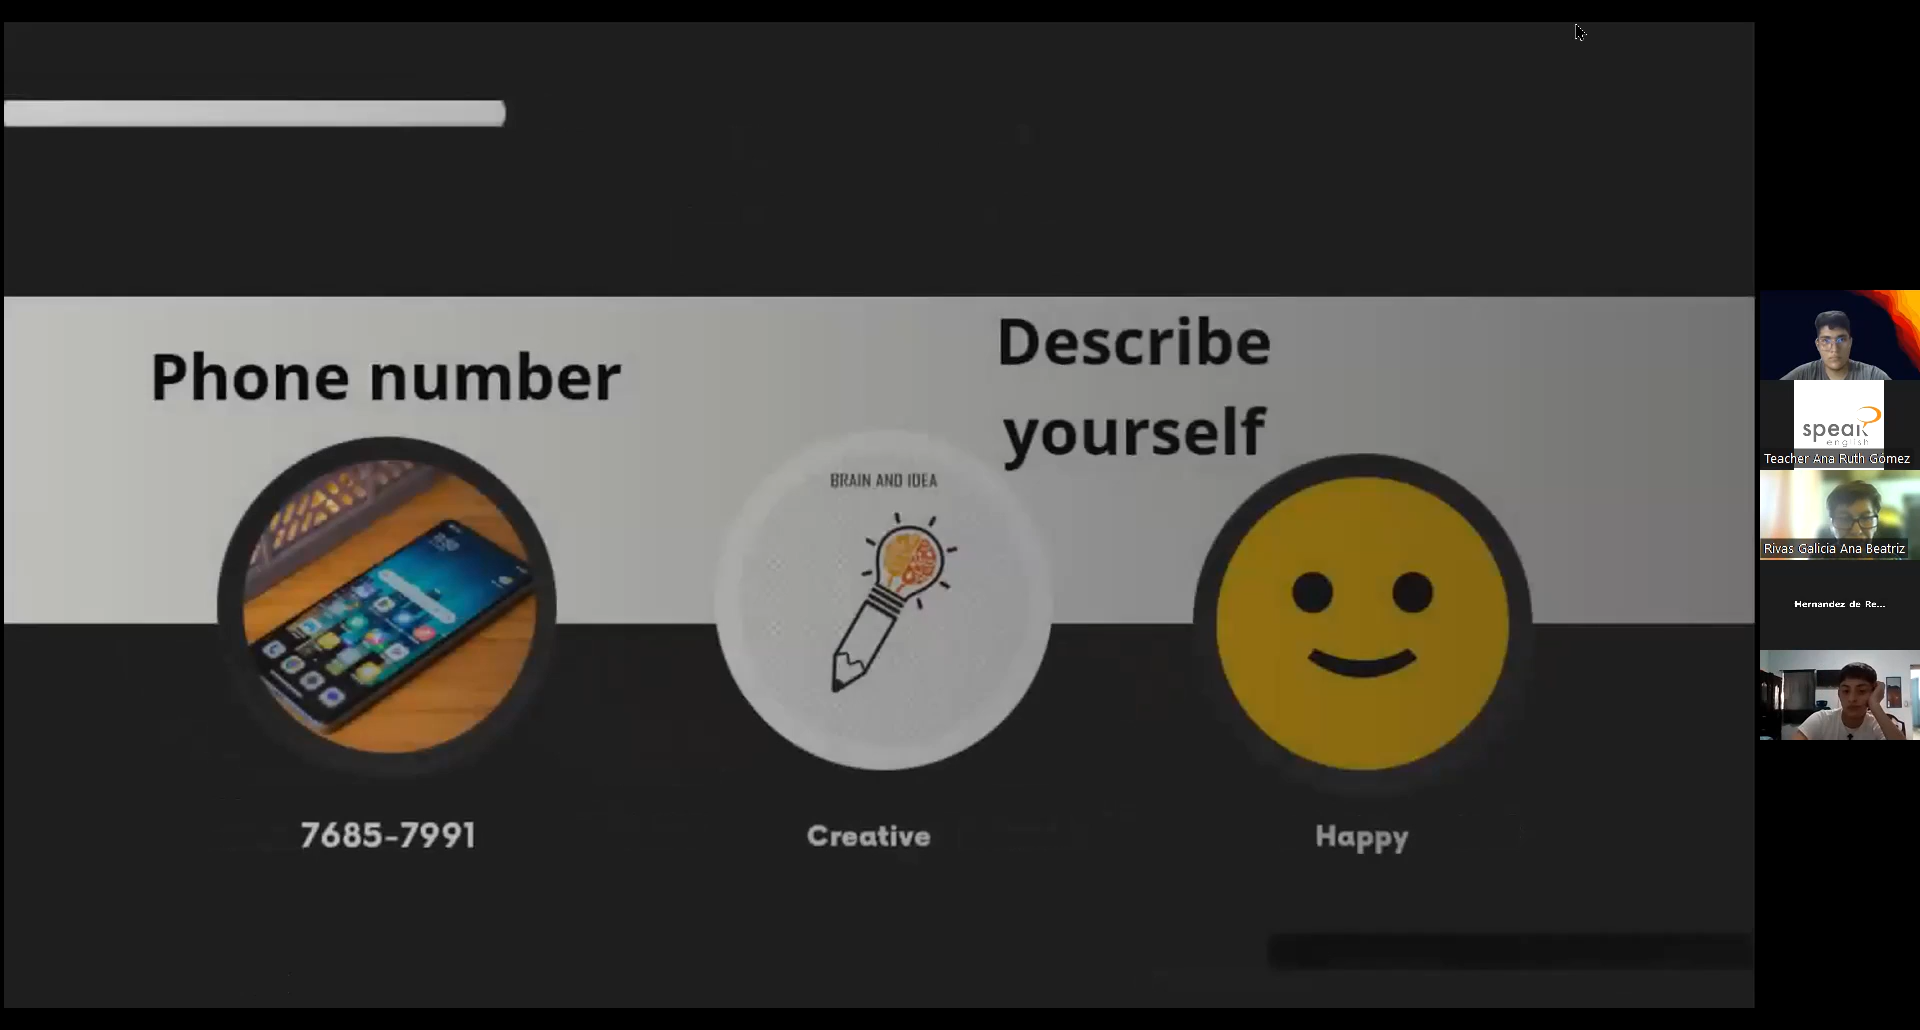 Phone number
Describe
yourself
BRAIN AND IDEA
7685-7991
Creative
Happy
speak
english
Teacher Ana Ruth Gómez
Rivas Galicia Ana Beatriz
Hernandez de Re...